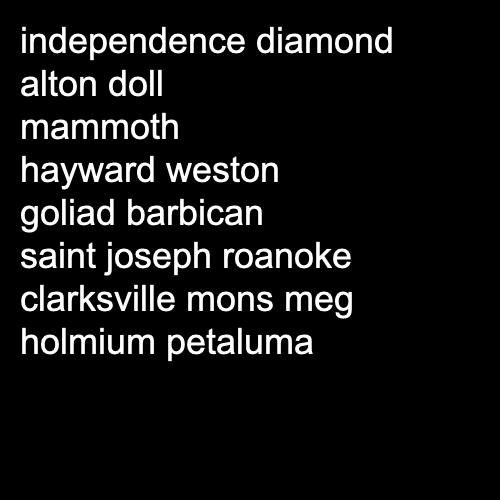 independence diamond
alton doll
mammoth
hayward weston
goliad barbican
saint joseph roanoke
clarksville mons meg
holmium petaluma